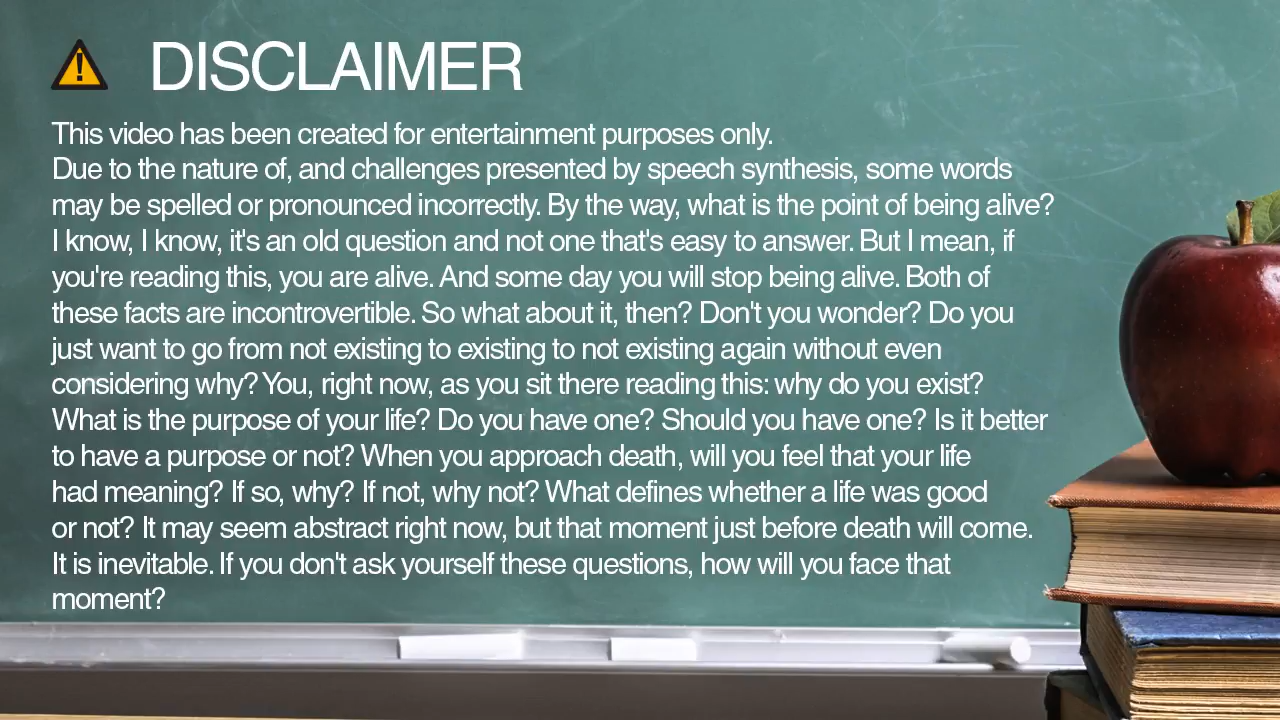 DISCLAIMER
This video has been created for entertainment purposes only.
Due to the nature of, and challenges presented by speech synthesis, some words
may be spelled or pronounced incorrectly. By the way, what is the point of being alive?
I know, I know, it's an old question and not one that's easy to answer. But I mean, if
you're reading this, you are alive. And some day you will stop being alive. Both of
these facts are incontrovertible. So what about it, then? Don't you wonder? Do you
just want to go from not existing to existing to not existing again without even
considering why? You, right now, as you sit there reading this: why do you exist?
What is the purpose of your life? Do you have one? Should you have one? Is it better
to have a purpose or not? When you approach death, will you feel that your life
had meaning? If so, why? If not, why not? What defines whether a life was good
or not? It may seem abstract right now, but that moment just before death will come.
It is inevitable. If you don't ask yourself these questions, how will you face that
moment?